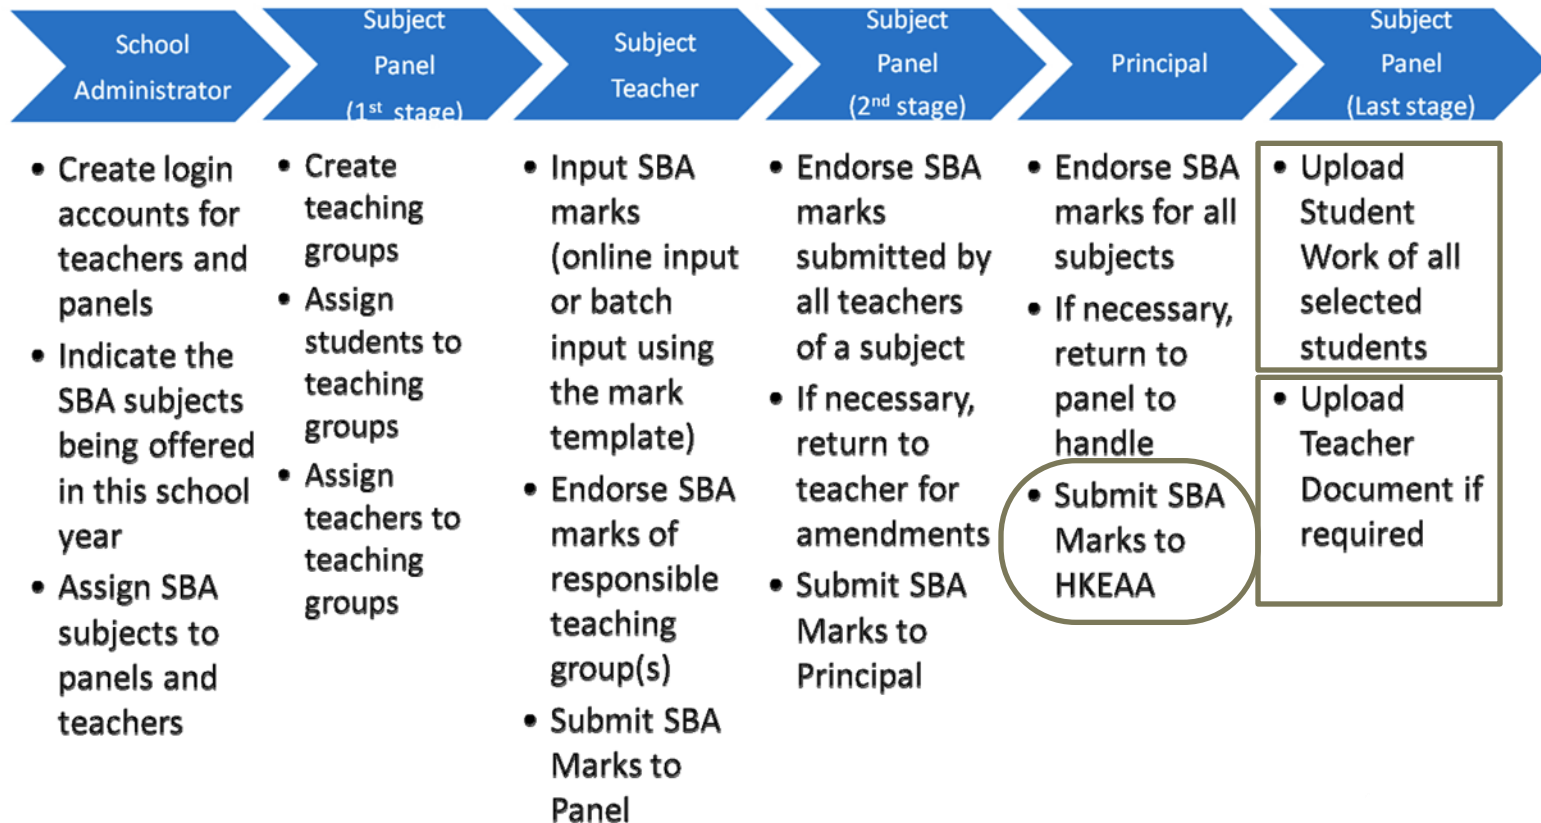 School
Administrator
Subject
Panel
(1st stage)
Subject
Teacher
Subject
Panel
(2nd stage)
Principal
Subject
Panel
(Last stage)
• Create login
accounts for
teachers and
panels
• Indicate the
SBA subjects
being offered
in this school
year
• Assign SBA
subjects to
panels and
teachers
• Create
teaching
groups
• Assign
students to
teaching
groups
• Assign
teachers to
teaching
groups
• Input SBA
marks
(online input
or batch
input using
the mark
template)
• Endorse SBA
marks of
responsible
teaching
group(s)
• Submit SBA
Marks to
Panel
• Endorse SBA
marks
submitted by
all teachers
of a subject
• If necessary,
return to
teacher for
amendments
• Submit SBA
Marks to
Principal
• Endorse SBA
marks for all
subjects
• If necessary,
return to
panel to
handle
• Submit SBA
Marks to
HKEAA
• Upload
Student
Work of all
selected
students
• Upload
Teacher
Document if
required